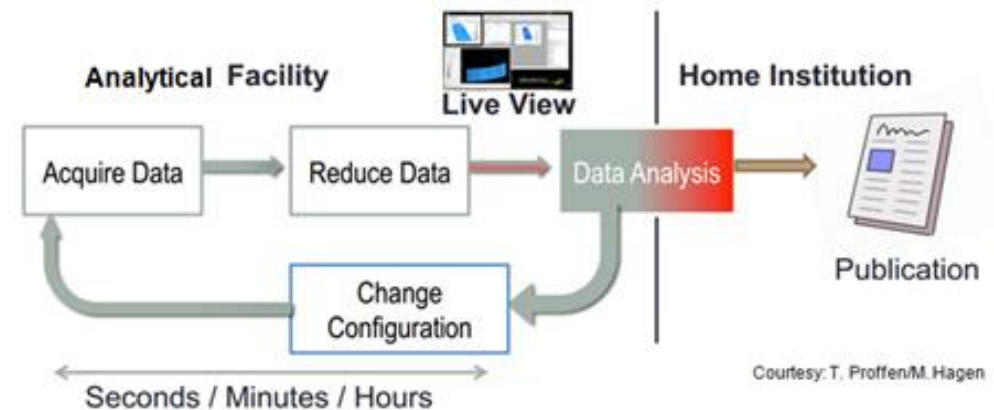 Analytical Facility
Live View
Home Institution
Acquire Data
Reduce Data
Data Analysis
Change
Configuration
Publication
Seconds / Minutes / Hours
Courtesy: T. Proffen/M. Hagen